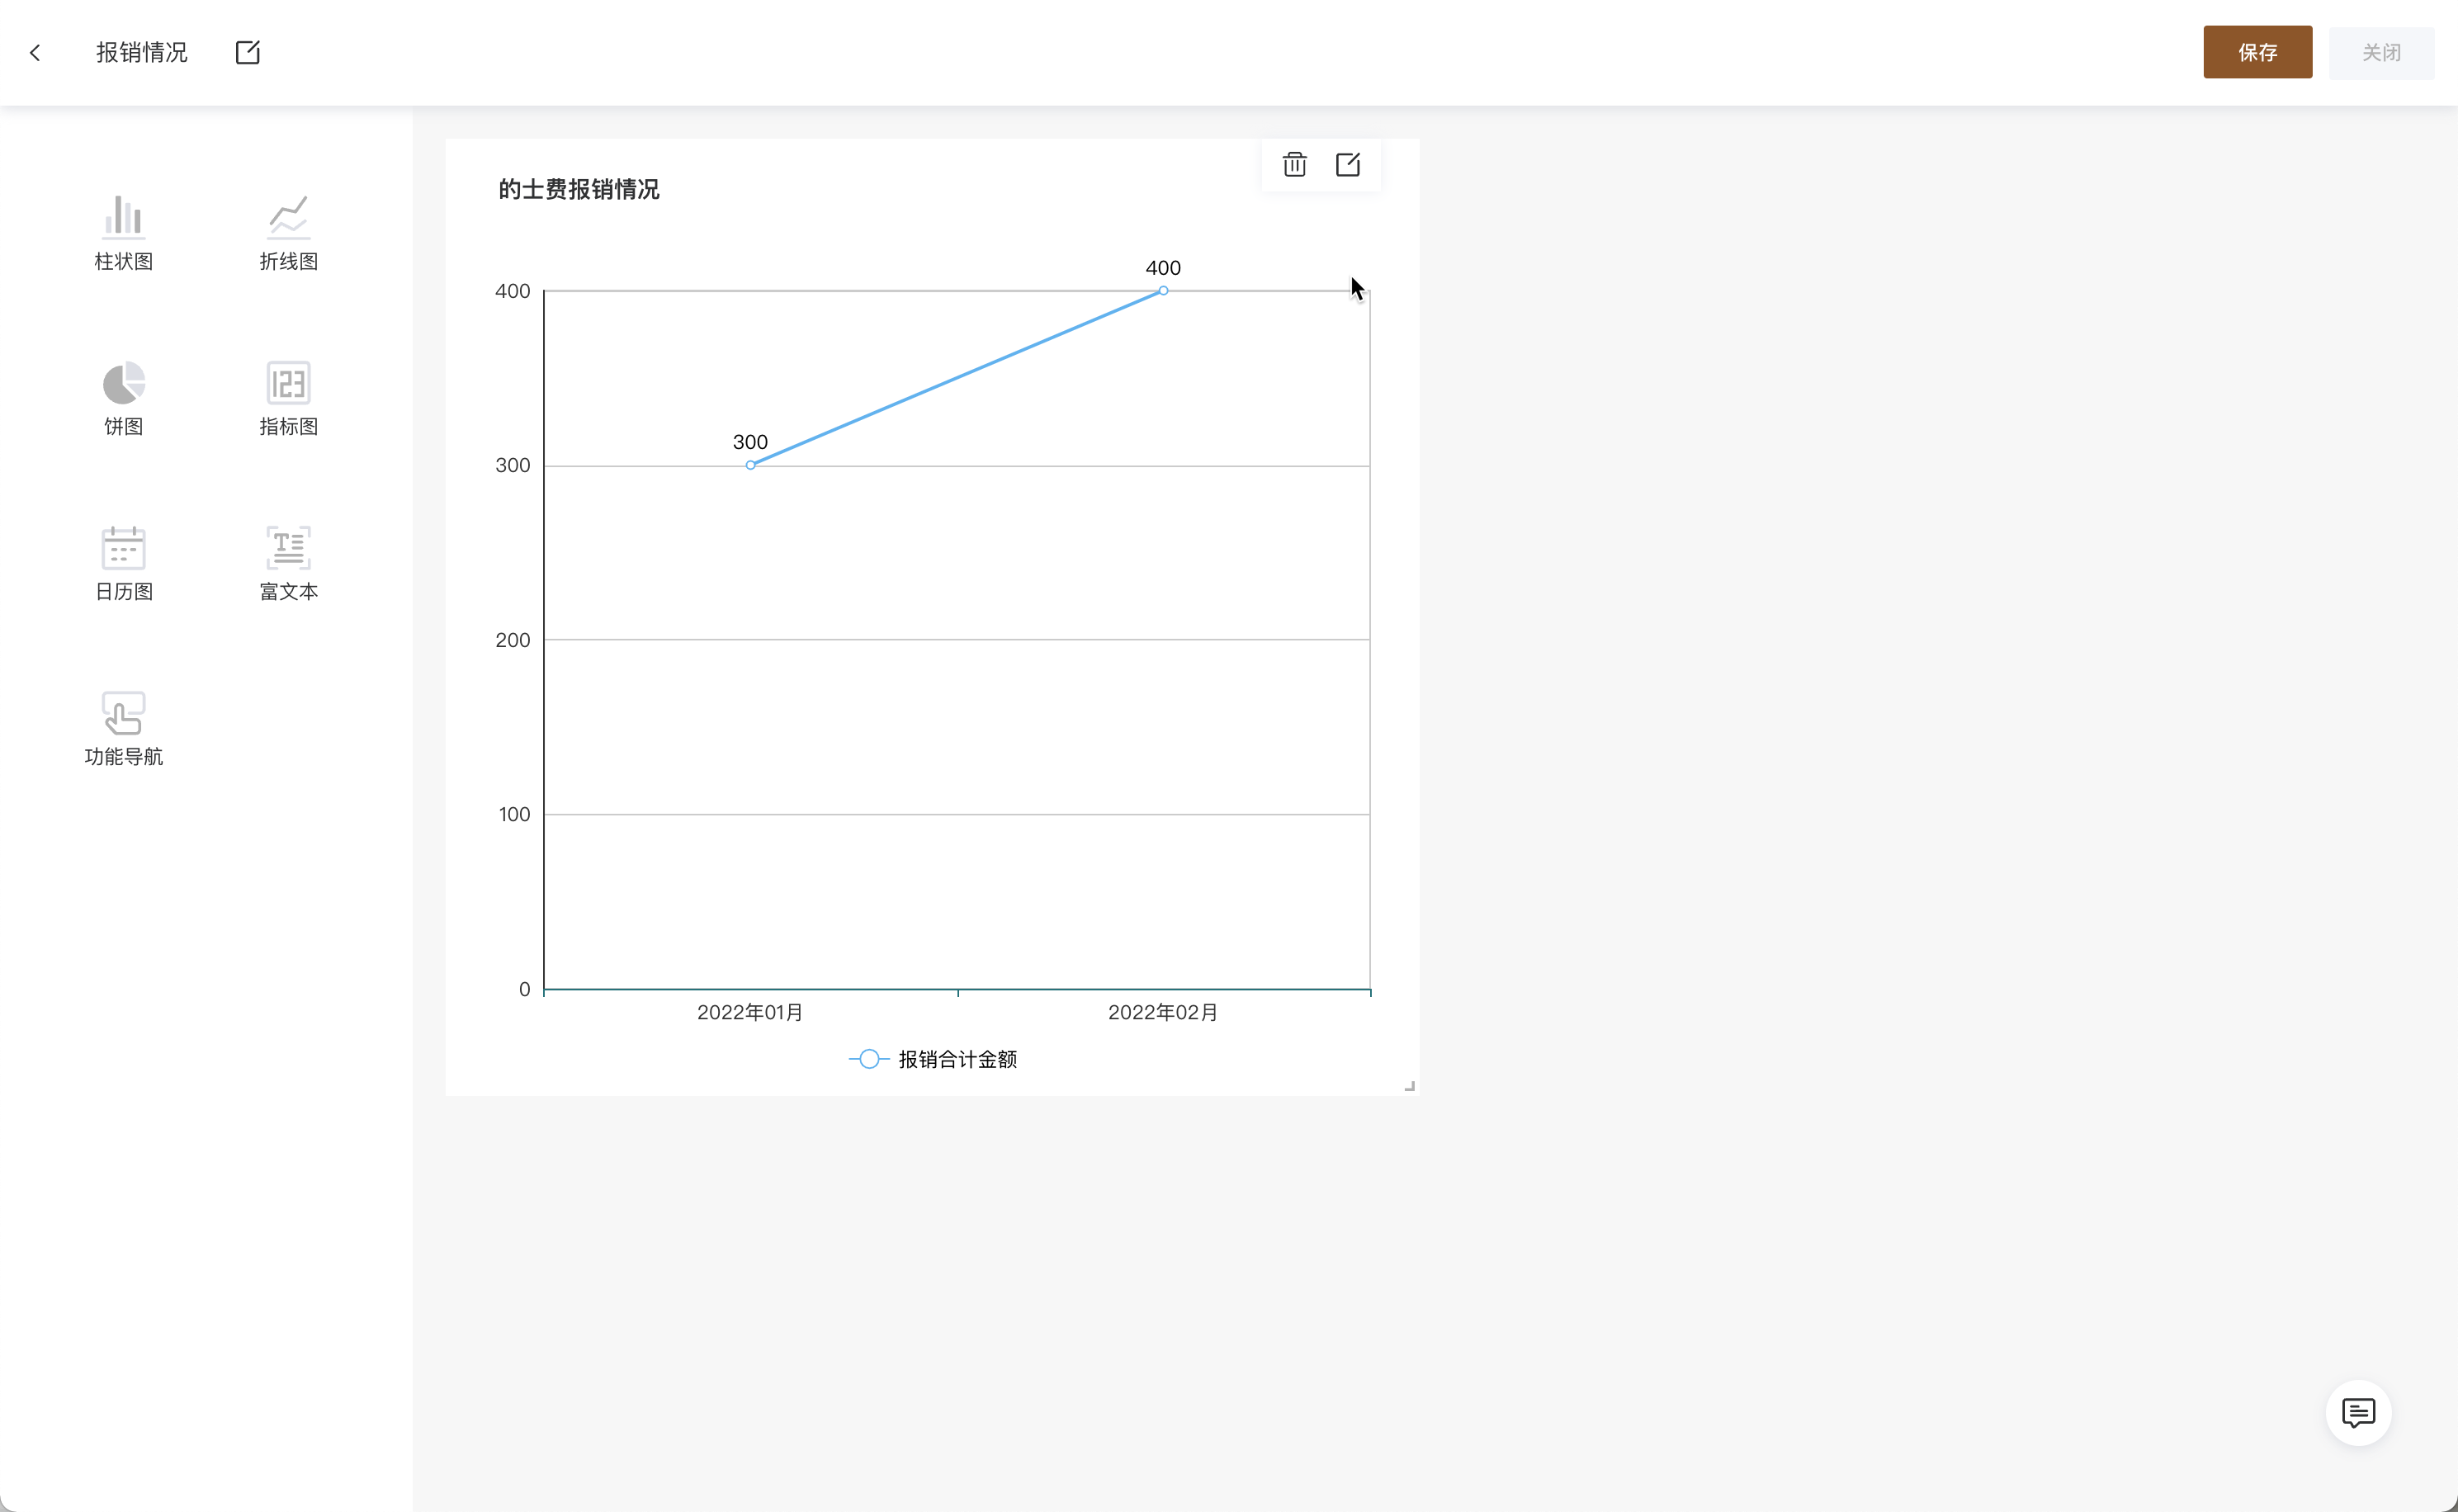 报销情况
保存
关闭
柱状图
折线图
饼图
123
指标图
日历图
富文本
功能导航
的士费报销情况
400
400
300
300
200
100
0
2022年01月
2022年02月
报销合计金额